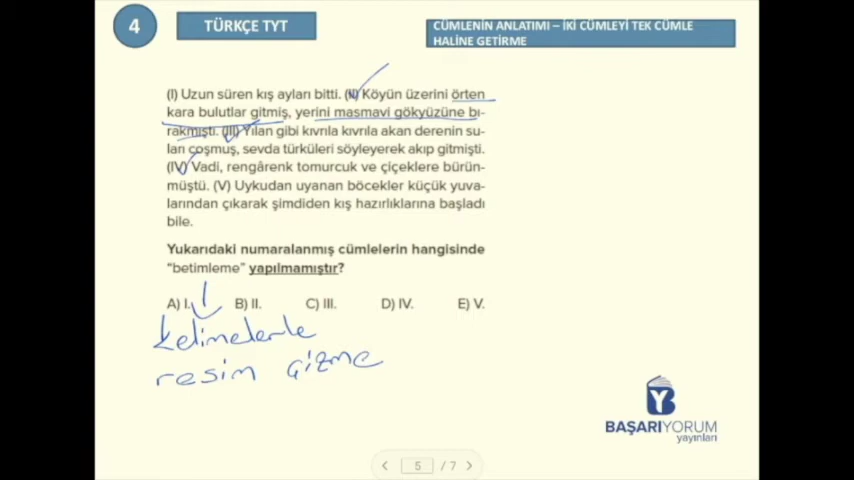 4
TÜRKÇE TYT
CÜMLENİN ANLATIMI – İKİ CÜMLEYİ TEK CÜMLE
HALİNE GETİRME
(I) Uzun süren kış ayları bitti. (II) Köyün üzerini örten
kara bulutlar gitmiş, yerini masmavi gökyüzüne bı-
rakmıştı. (III) Yılan gibi kıvrıla kıvrıla akan derenin su-
ları coşmuş, sevda türküleri söyleyerek akıp gitmişti.
(IV) Vadi, rengârenk tomurcuk ve çiçeklere bürün-
müştü. (V) Uykudan uyanan böcekler küçük yuva-
larından çıkarak şimdiden kış hazırlıklarına başladı
bile.
Yukarıdaki numaralanmış cümlelerin hangisinde
"betimleme" yapılmamıştır?
A) I. B) II. C) III. D) IV. E) V.
kelimelerle
resim çizme
BAŞARIYORUM
yayınları
5 / 7